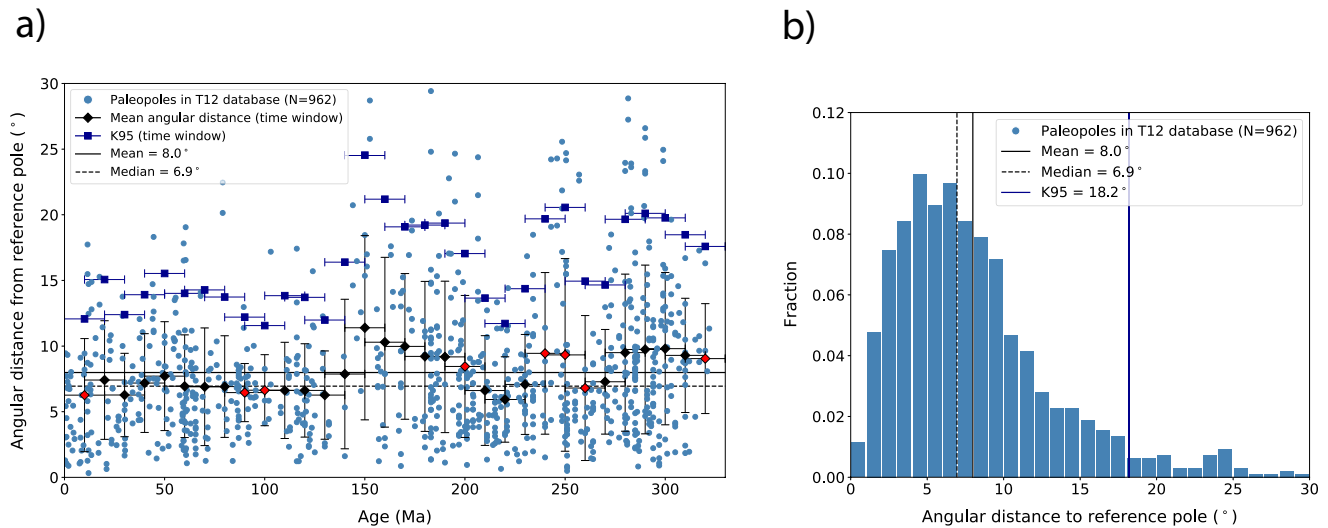 a)
b)
30
25
20
15
10
5
0
Angular distance from reference pole (°)
Paleopoles in T12 database (N=962)
Mean angular distance (time window)
K95 (time window)
Mean = 8.0°
Median = 6.9°
0 50 100 150 200 250 300
Age (Ma)
0.12
0.10
0.08
0.06
0.04
0.02
0.00
Fraction
Paleopoles in T12 database (N=962)
Mean = 8.0°
Median = 6.9°
K95 = 18.2°
0 5 10 15 20 25 30
Angular distance to reference pole (°)